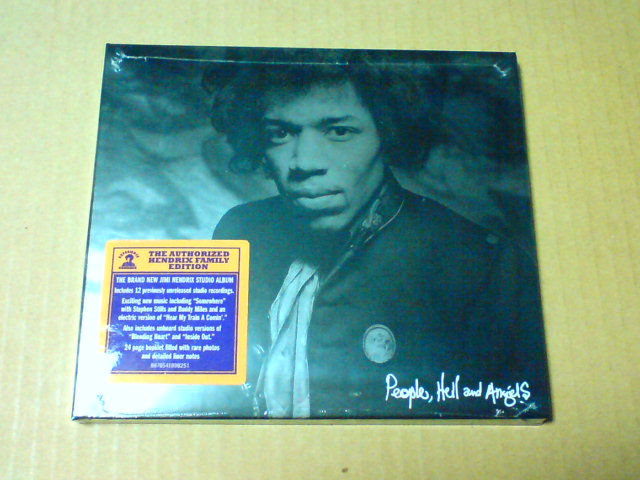 THE AUTHORIZED
HENDRIX FAMILY
EDITION
THE BRAND NEW JIMI HENDRIX STUDIO ALBUM
Includes 12 previously unreleased studio recordings.
Exciting new music including "Somewhere"
with Stephen Stills and Buddy Miles and an
electric version of "Hear My Train A Comin'."
Also includes unheard studio versions of
"Bleeding Heart" and "Inside Out."
24 page booklet filled with rare photos
and detailed liner notes
People, Hell and Angels